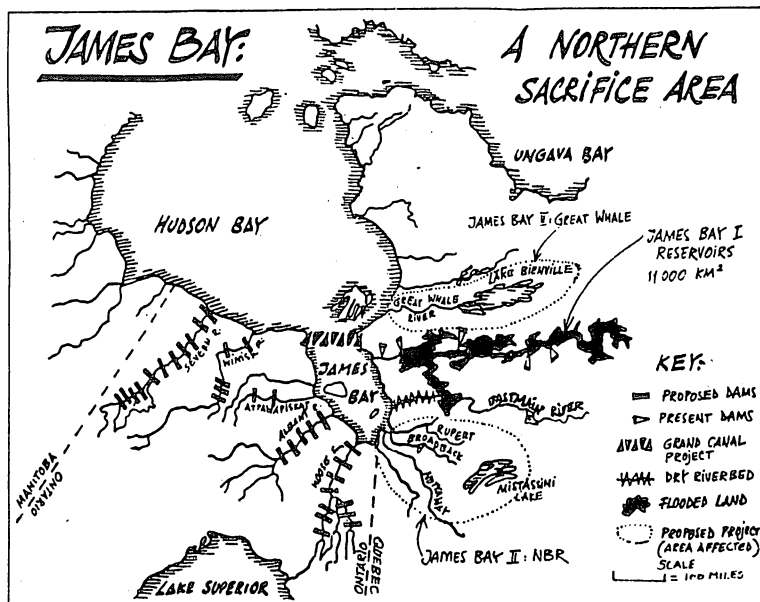 JAMES BAY:
A NORTHERN
SACRIFICE AREA
UNGAVA BAY
HUDSON BAY
JAMES BAY II: GREAT WHALE
JAMES BAY I
RESERVOIRS
11 000 KM²
LAKE BIENVILLE
GREAT WHALE
RIVER
SEVERN R.
WINISK R.
JAMES
BAY
ATTAWAPISKAT
ALBANY R.
MOOSE R.
EASTMAIN RIVER
RUPERT
BROADBACK
NOTTAWAY
MISTASSINI
LAKE
MANITOBA
ONTARIO
ONTARIO
QUEBEC
JAMES BAY II: NBR
LAKE SUPERIOR
KEY:
PROPOSED DAMS
PRESENT DAMS
GRAND CANAL
PROJECT
DRY RIVERBED
FLOODED LAND
PROPOSED PROJECT
(AREA AFFECTED)
SCALE
1 = 100 MILES